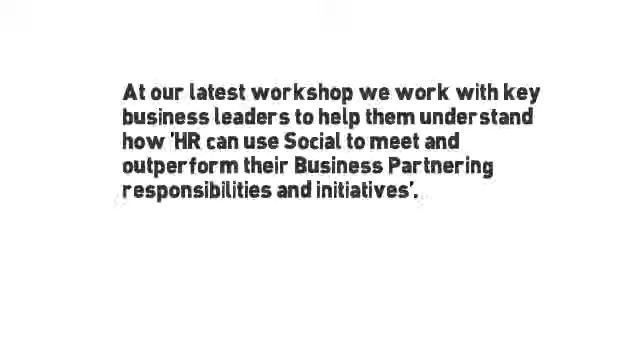 At our latest workshop we work with key
business leaders to help them understand
how 'HR can use Social to meet and
outperform their Business Partnering
responsibilities and initiatives'.